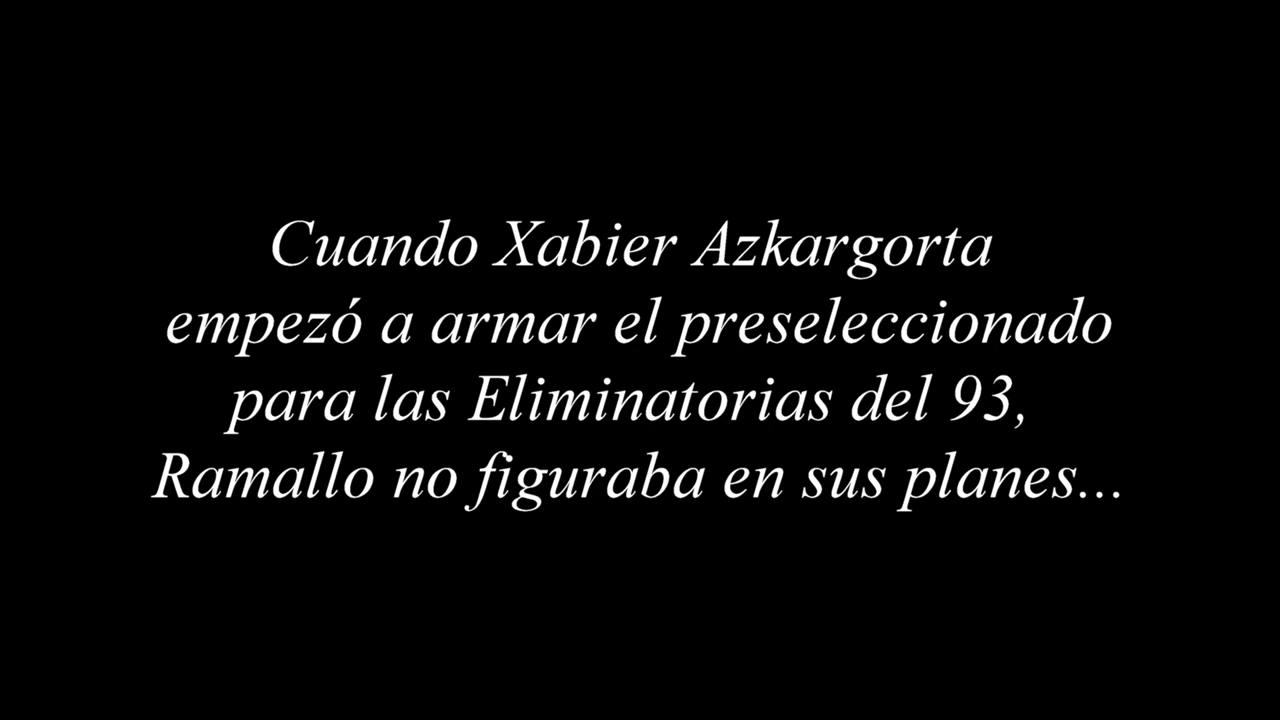 Cuando Xabier Azkargorta
empezó a armar el preseleccionado
para las Eliminatorias del 93,
Ramallo no figuraba en sus planes...